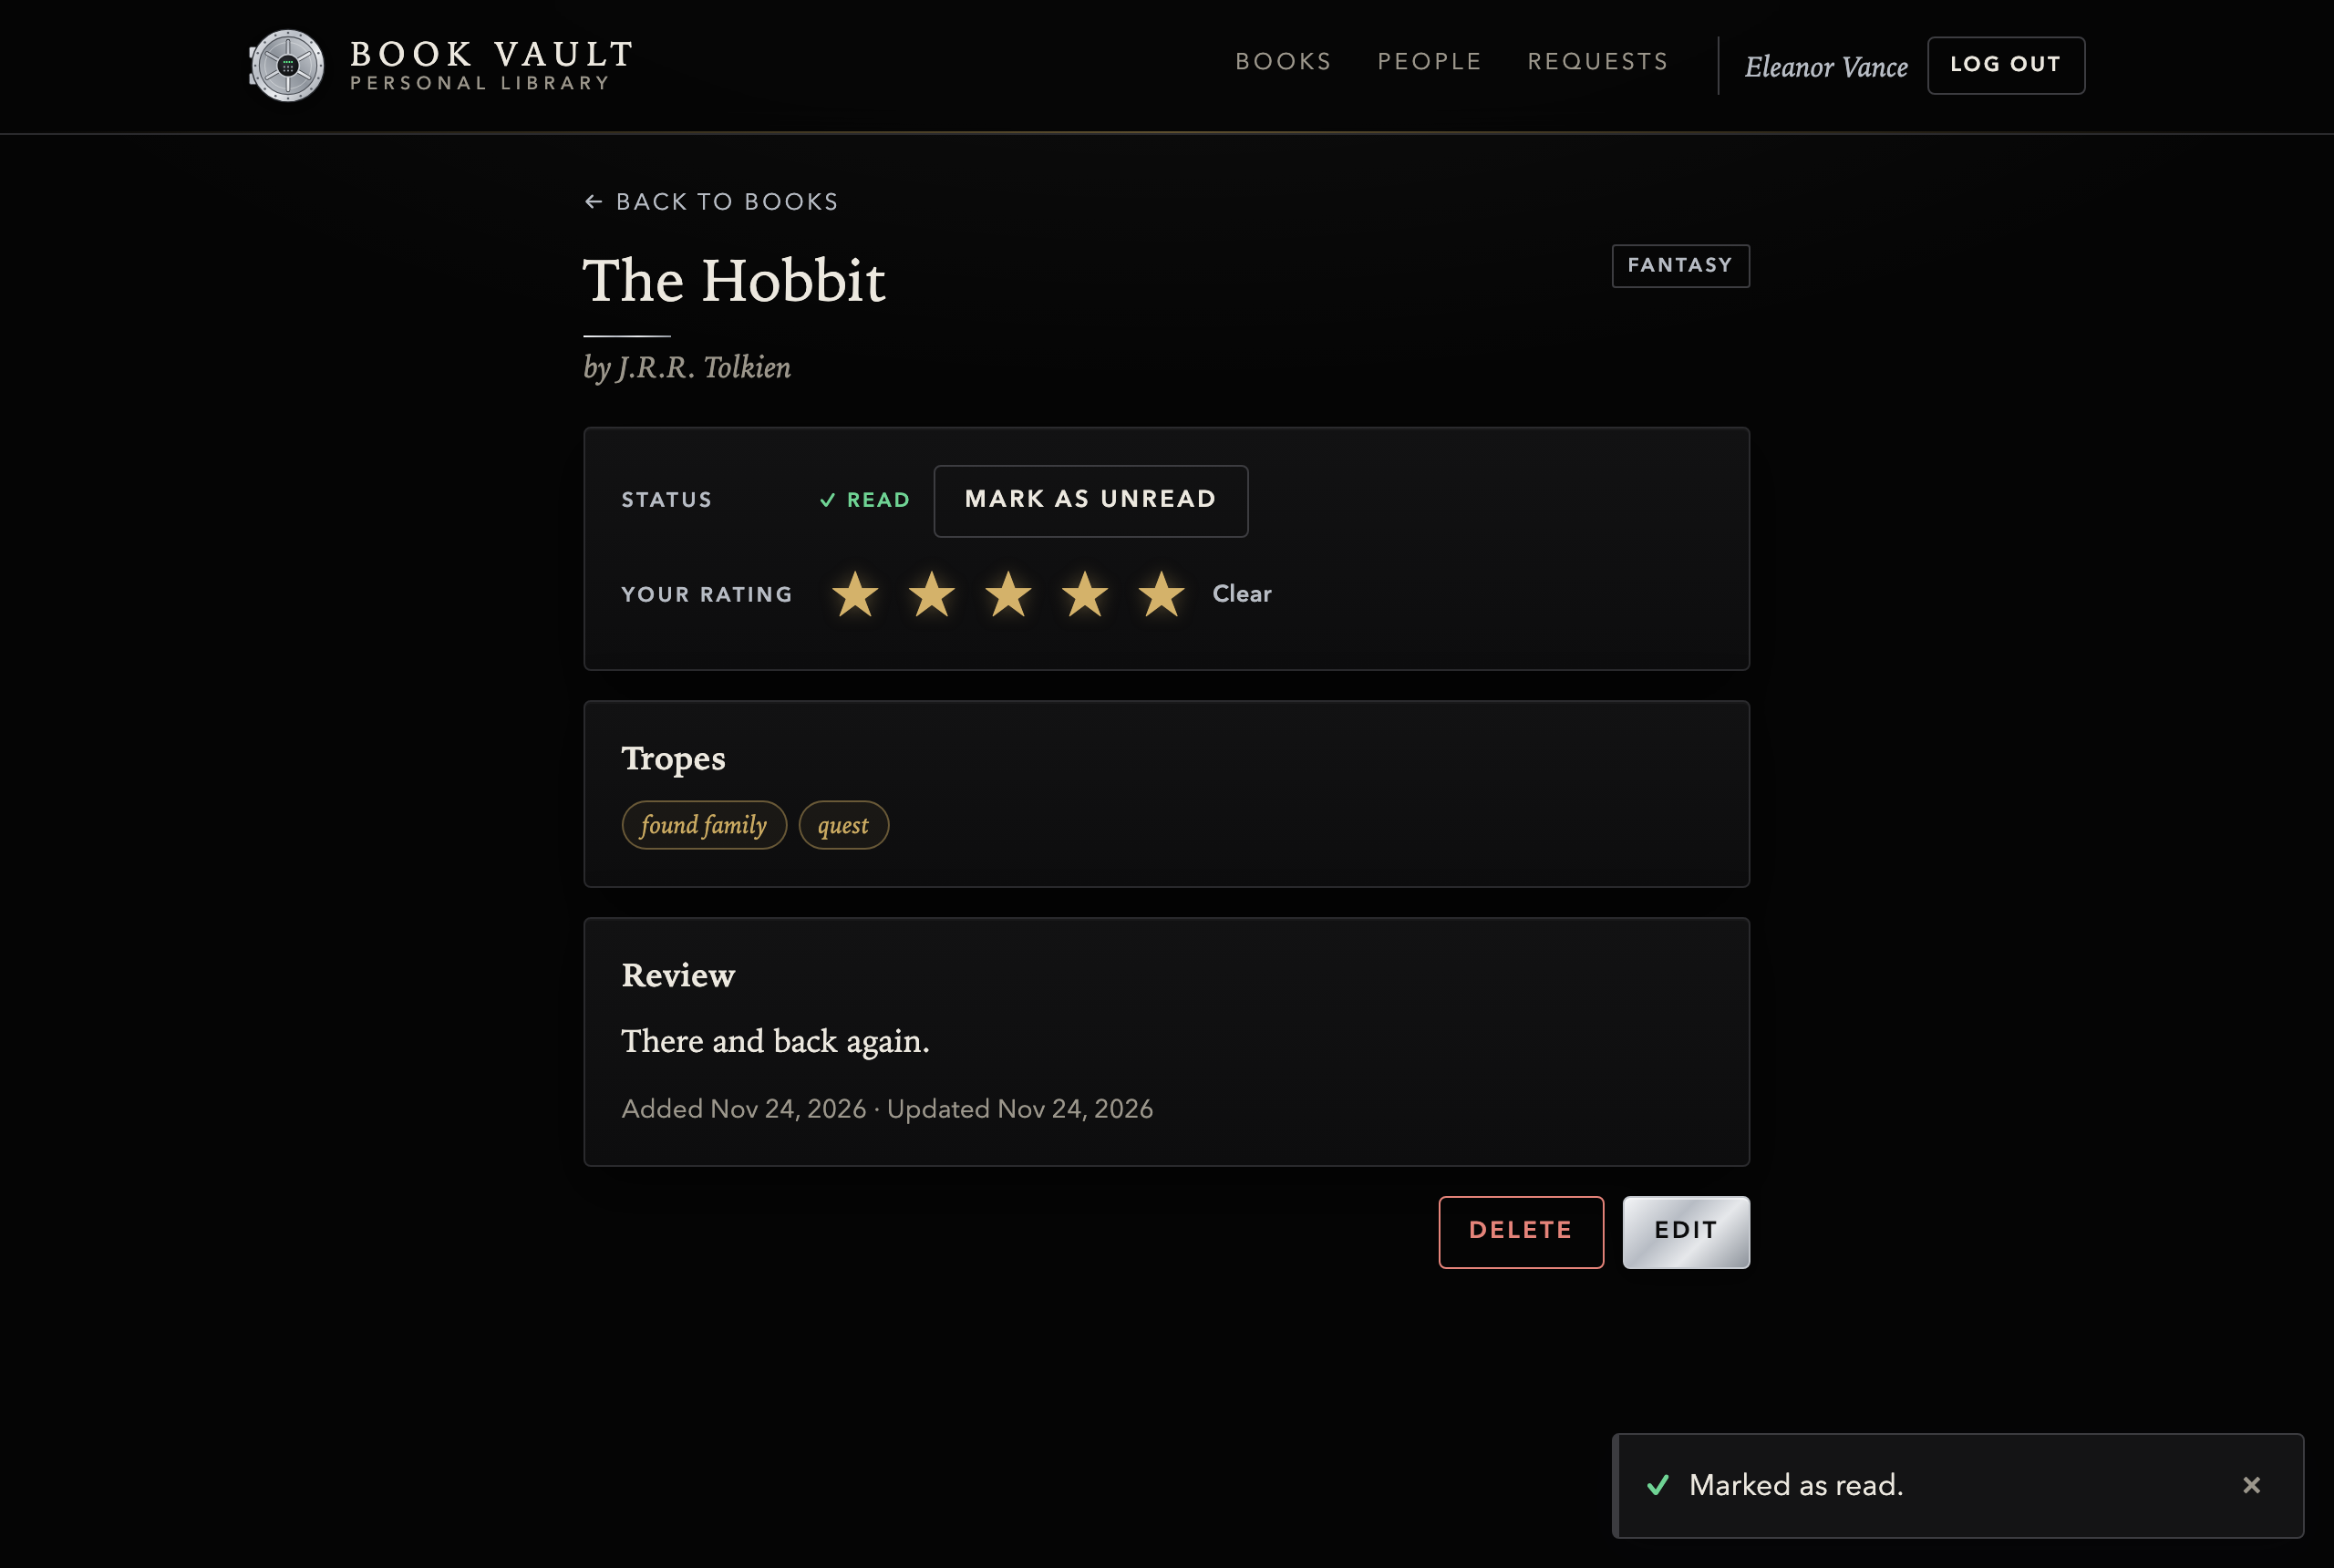 BOOK VAULT
PERSONAL LIBRARY
BOOKS PEOPLE REQUESTS Eleanor Vance LOG OUT
← BACK TO BOOKS
The Hobbit FANTASY
by J.R.R. Tolkien
STATUS ✓ READ MARK AS UNREAD
YOUR RATING ★ ★ ★ ★ ★ Clear
Tropes
found family quest
Review
There and back again.
Added Nov 24, 2026 · Updated Nov 24, 2026
DELETE EDIT
✓ Marked as read. ×